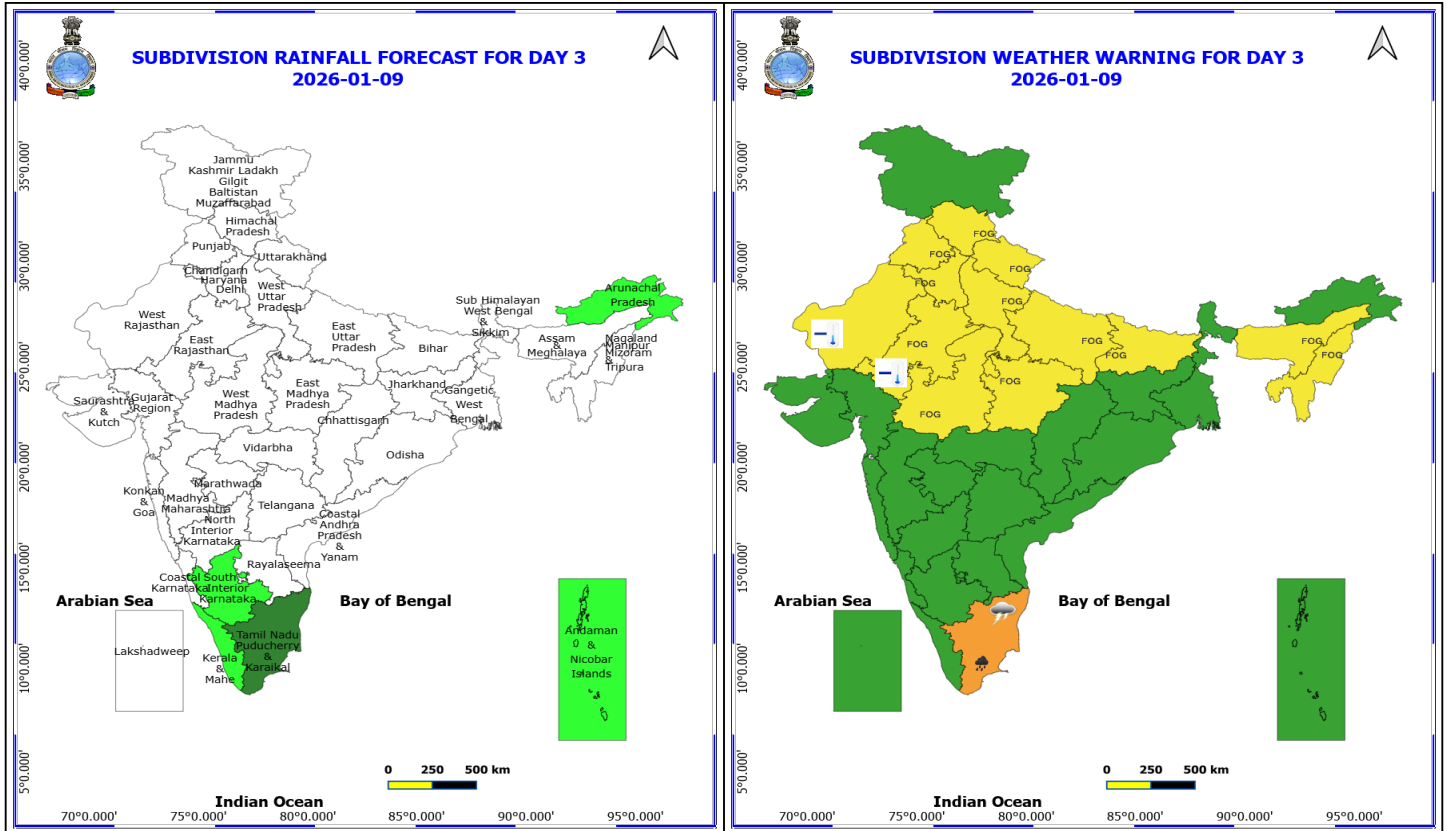 SUBDIVISION RAINFALL FORECAST FOR DAY 3
2026-01-09
40°0.000'
35°0.000'
30°0.000'
25°0.000'
20°0.000'
15°0.000'
10°0.000'
5°0.000'
Jammu
Kashmir Ladakh
Gilgit
Baltistan
Muzaffarabad
Himachal
Pradesh
Punjab
Uttarakhand
Chandigarh
Haryana
Delhi
West
Uttar
Pradesh
Arunachal
Pradesh
Sub Himalayan
West Bengal
&
Sikkim
West
Rajasthan
East
Rajasthan
East
Uttar
Pradesh
Bihar
Assam
&
Meghalaya
Nagaland
Manipur
Mizoram
&
Tripura
Saurashtra
&
Kutch
Gujarat
Region
West
Madhya
Pradesh
East
Madhya
Pradesh
Jharkhand
Gangetic
West
Bengal
Chhattisgarh
Vidarbha
Odisha
Konkan
&
Goa
Madhya
Maharashtra
Marathwada
Telangana
North
Interior
Karnataka
Coastal
Andhra
Pradesh
&
Yanam
Rayalaseema
Coastal
Karnataka
South
Interior
Karnataka
Arabian Sea
Bay of Bengal
Lakshadweep
Tamil Nadu
Puducherry
&
Karaikal
Kerala
&
Mahe
Andaman
&
Nicobar
Islands
0 250 500 km
Indian Ocean
70°0.000' 75°0.000' 80°0.000' 85°0.000' 90°0.000' 95°0.000'
SUBDIVISION WEATHER WARNING FOR DAY 3
2026-01-09
40°0.000'
35°0.000'
30°0.000'
25°0.000'
20°0.000'
15°0.000'
10°0.000'
5°0.000'
FOG
FOG
FOG
FOG
FOG
FOG
FOG
FOG
FOG
FOG
FOG
FOG
Arabian Sea
Bay of Bengal
0 250 500 km
Indian Ocean
70°0.000' 75°0.000' 80°0.000' 85°0.000' 90°0.000' 95°0.000'